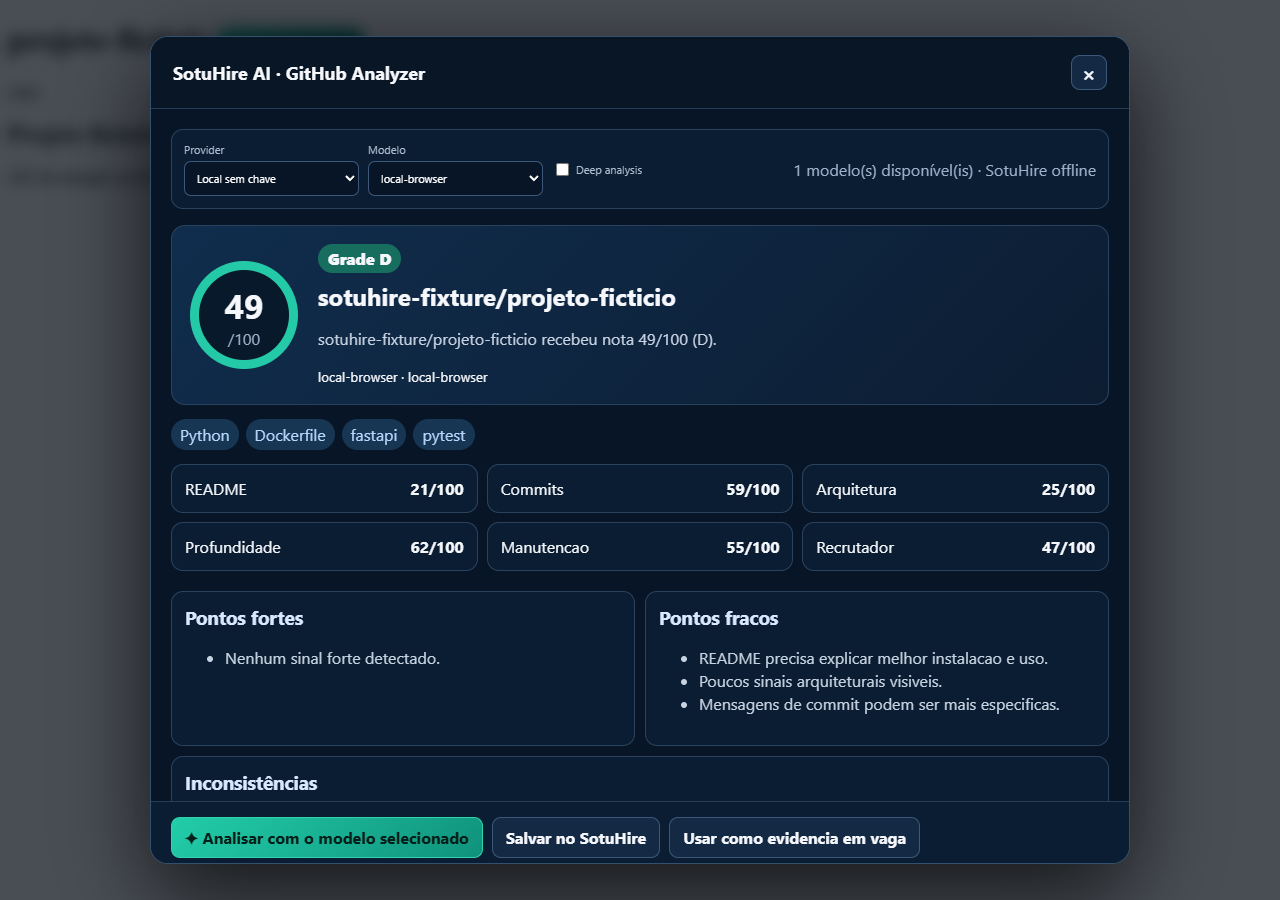 SotuHire AI · GitHub Analyzer
×
Provider
Modelo
Local sem chave
local-browser
Deep analysis
1 modelo(s) disponível(is) · SotuHire offline
Grade D
49
/100
sotuhire-fixture/projeto-ficticio
sotuhire-fixture/projeto-ficticio recebeu nota 49/100 (D).
local-browser · local-browser
Python
Dockerfile
fastapi
pytest
README 21/100
Commits 59/100
Arquitetura 25/100
Profundidade 62/100
Manutencao 55/100
Recrutador 47/100
Pontos fortes
• Nenhum sinal forte detectado.
Pontos fracos
• README precisa explicar melhor instalacao e uso.
• Poucos sinais arquiteturais visiveis.
• Mensagens de commit podem ser mais especificas.
Inconsistências
✦ Analisar com o modelo selecionado
Salvar no SotuHire
Usar como evidencia em vaga